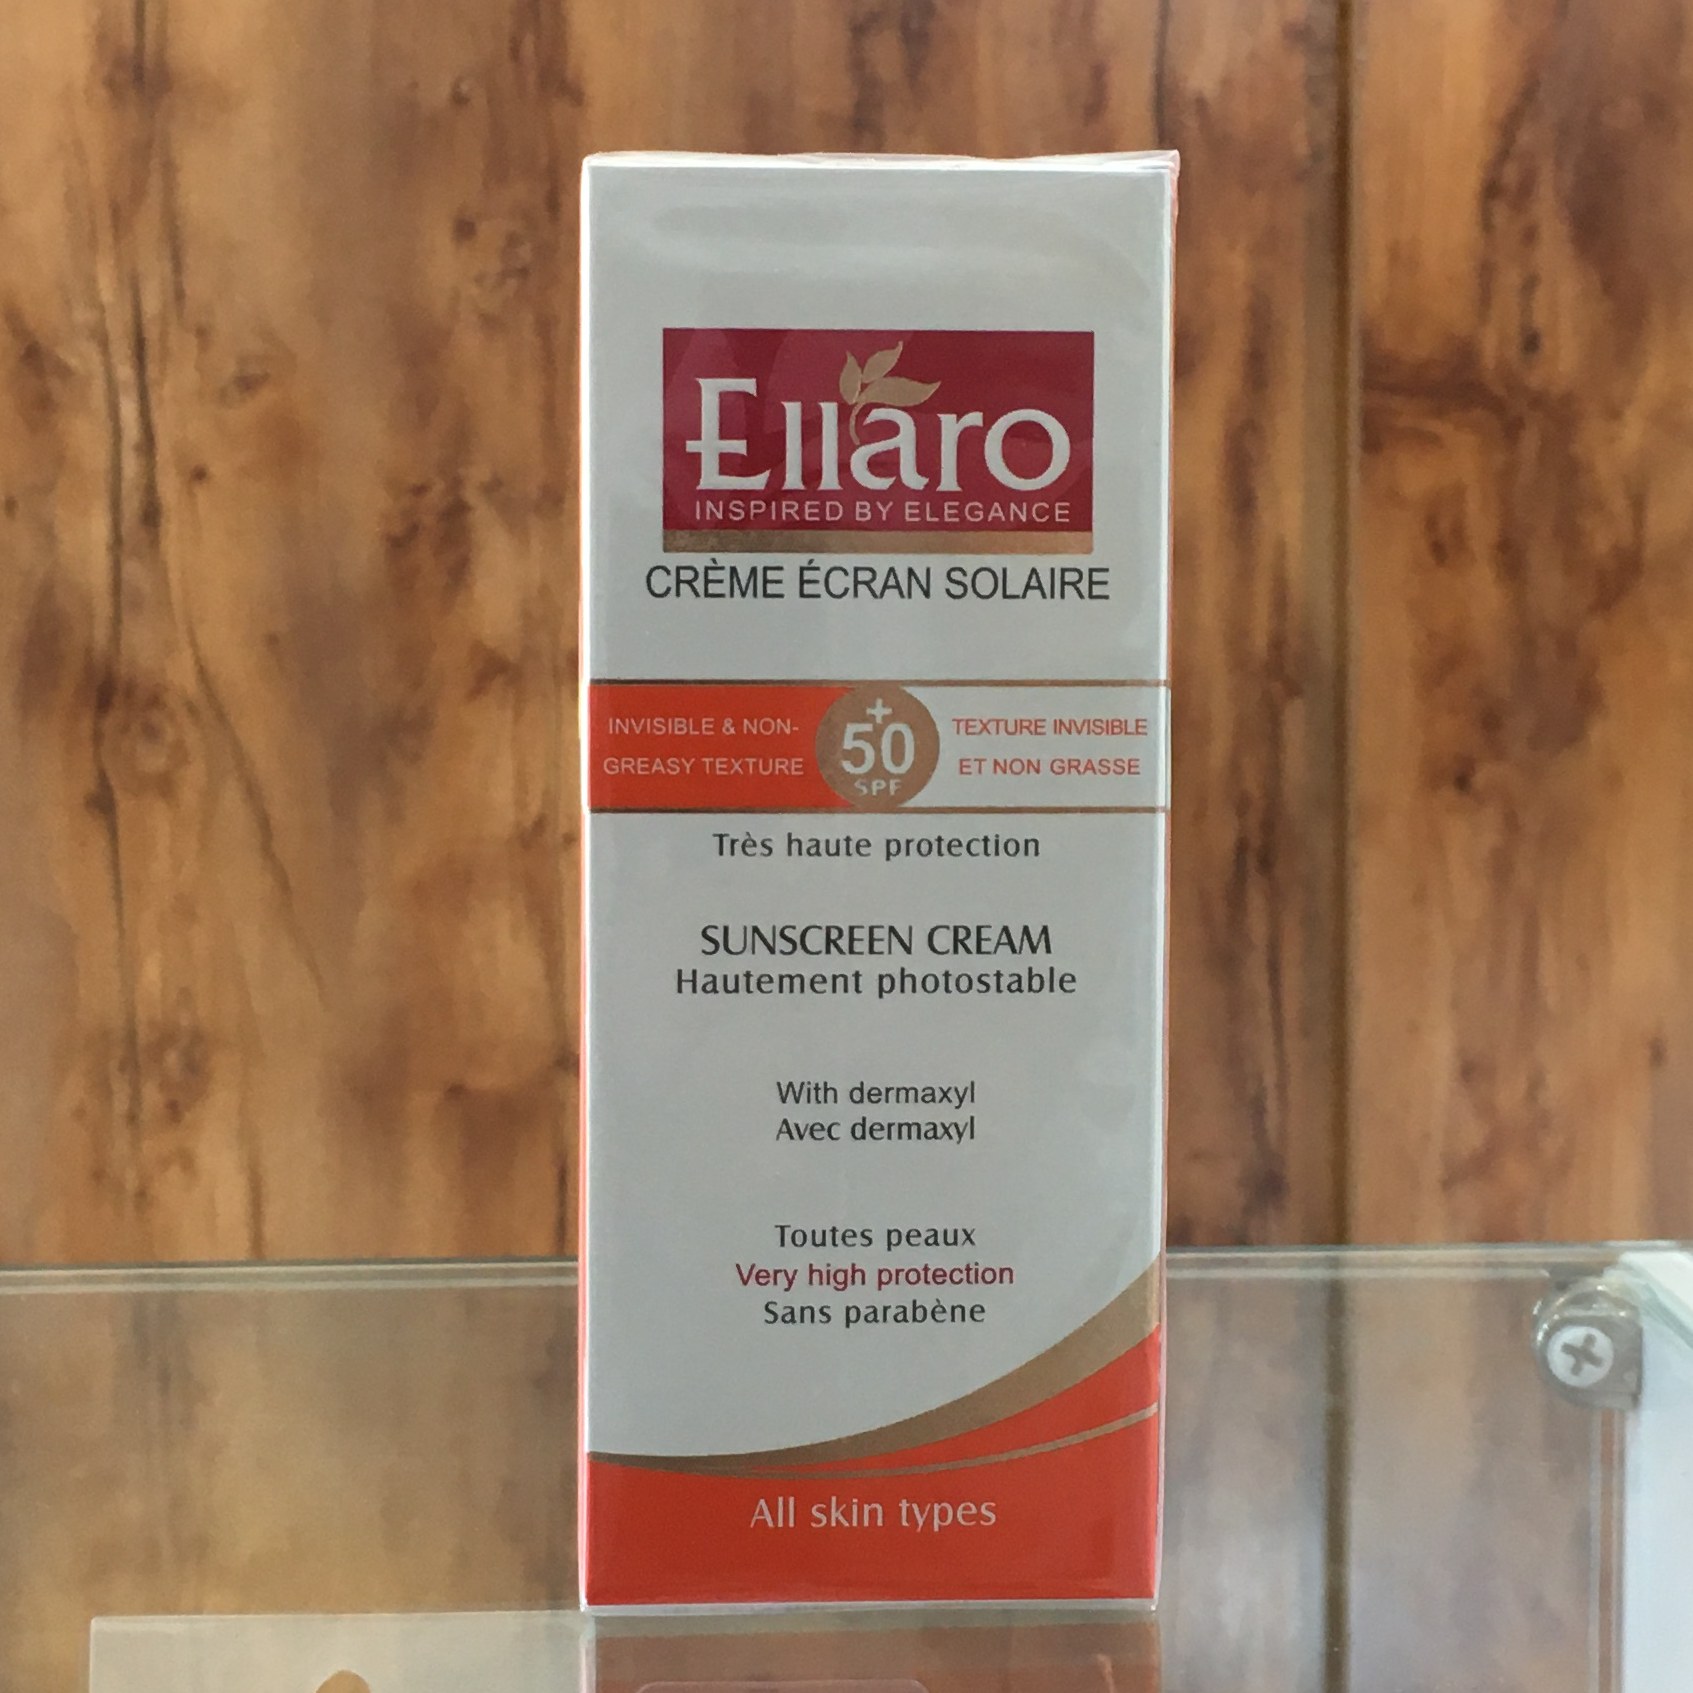 Ellaro
INSPIRED BY ELEGANCE
CRÈME ÉCRAN SOLAIRE
INVISIBLE & NON-
GREASY TEXTURE
+
50
SPF
TEXTURE INVISIBLE
ET NON GRASSE
Très haute protection
SUNSCREEN CREAM
Hautement photostable
With dermaxyl
Avec dermaxyl
Toutes peaux
Very high protection
Sans parabène
All skin types